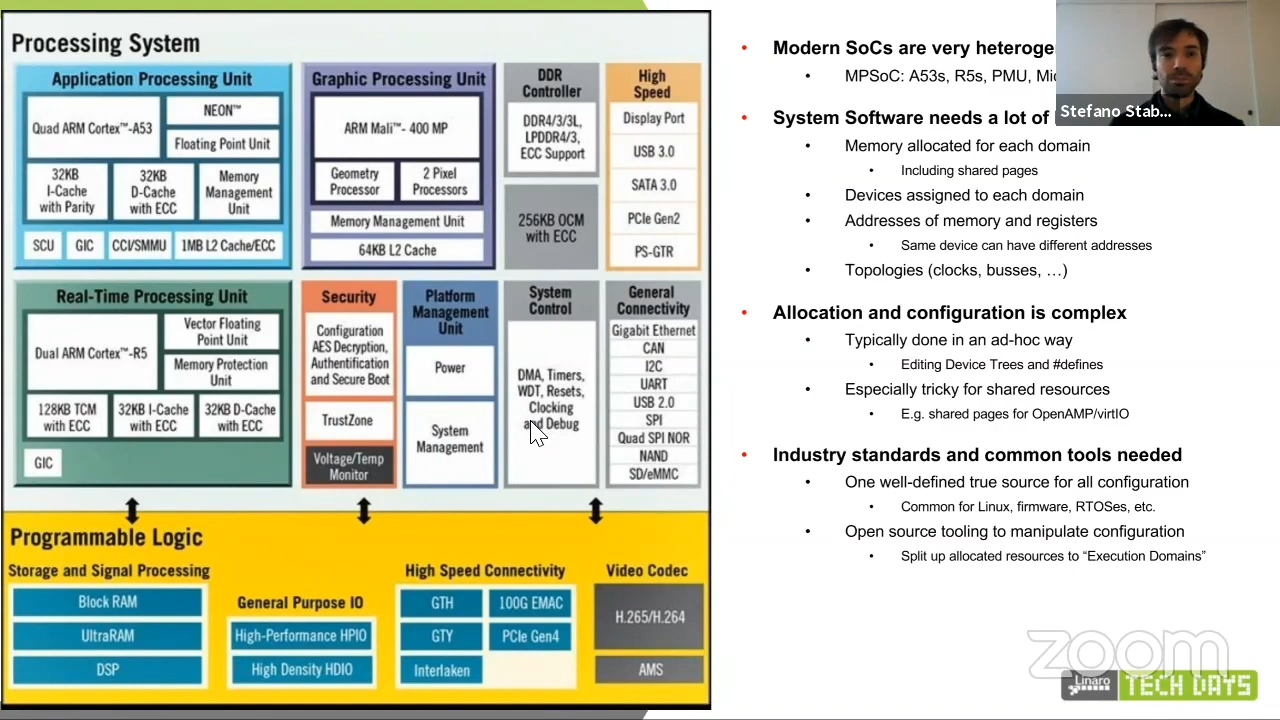 Processing System
Application Processing Unit
Quad ARM Cortex™-A53
NEON™
Floating Point Unit
32KB
I-Cache
with Parity
32KB
D-Cache
with ECC
Memory
Management
Unit
SCU
GIC
CCI/SMMU
1MB L2 Cache/ECC
Graphic Processing Unit
ARM Mali™- 400 MP
Geometry
Processor
2 Pixel
Processors
Memory Management Unit
64KB L2 Cache
DDR
Controller
DDR4/3/3L,
LPDDR4/3,
ECC Support
256KB OCM
with ECC
High
Speed
Display Port
USB 3.0
SATA 3.0
PCIe Gen2
PS-GTR
Real-Time Processing Unit
Dual ARM Cortex™-R5
Vector Floating
Point Unit
Memory Protection
Unit
128KB TCM
with ECC
32KB I-Cache
with ECC
32KB D-Cache
with ECC
GIC
Security
Configuration
AES Decryption,
Authentification
and Secure Boot
TrustZone
Voltage/Temp
Monitor
Platform
Management
Unit
Power
System
Management
System
Control
DMA, Timers,
WDT, Resets,
Clocking
and Debug
General
Connectivity
Gigabit Ethernet
CAN
I2C
UART
USB 2.0
SPI
Quad SPI NOR
NAND
SD/eMMC
Programmable Logic
Storage and Signal Processing
Block RAM
UltraRAM
DSP
General Purpose IO
High-Performance HPIO
High Density HDIO
High Speed Connectivity
GTH
100G EMAC
GTY
PCIe Gen4
Interlaken
Video Codec
H.265/H.264
AMS
• Modern SoCs are very heteroge
• MPSoC: A53s, R5s, PMU, Mic
• System Software needs a lot of
• Memory allocated for each domain
• Including shared pages
• Devices assigned to each domain
• Addresses of memory and registers
• Same device can have different addresses
• Topologies (clocks, busses, …)
• Allocation and configuration is complex
• Typically done in an ad-hoc way
• Editing Device Trees and #defines
• Especially tricky for shared resources
• E.g. shared pages for OpenAMP/virtIO
• Industry standards and common tools needed
• One well-defined true source for all configuration
• Common for Linux, firmware, RTOSes, etc.
• Open source tooling to manipulate configuration
• Split up allocated resources to “Execution Domains”
Stefano Stab...
zoom
Linaro
TECH DAYS